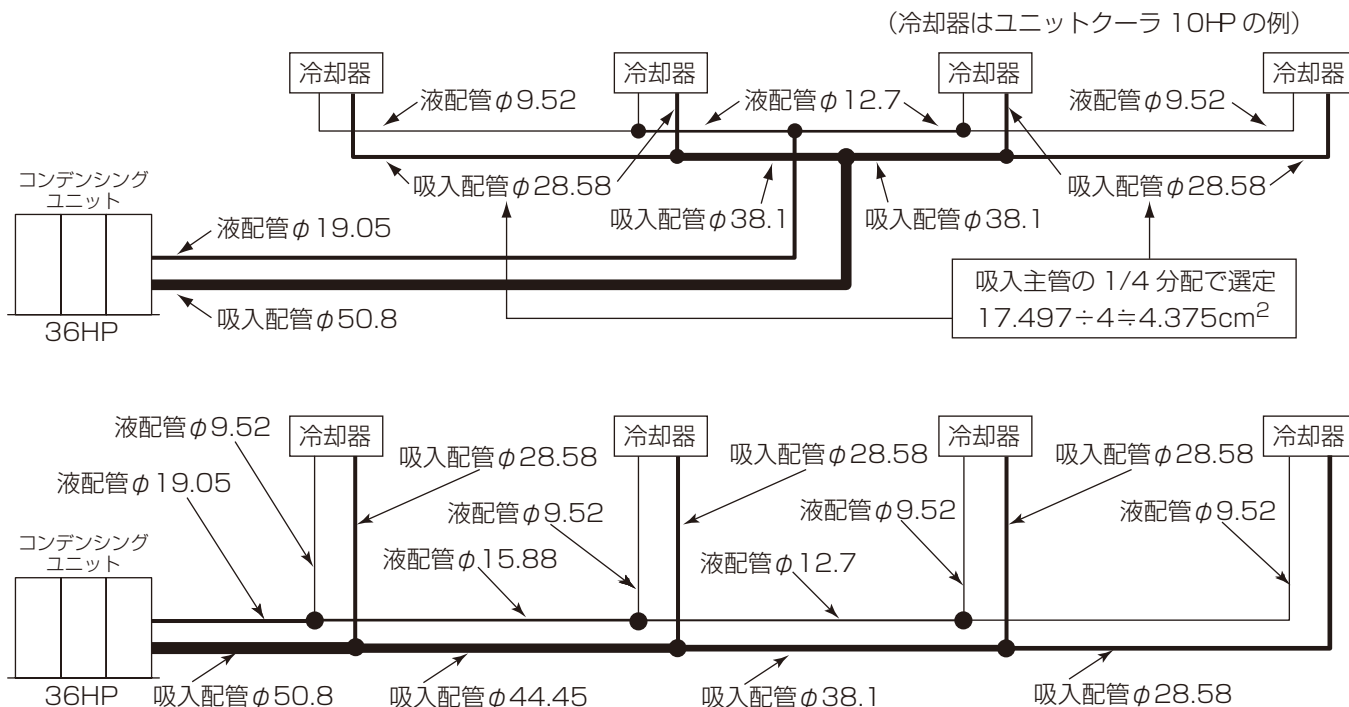 （冷却器はユニットクーラ 10HP の例）
冷却器
冷却器
冷却器
冷却器
液配管φ9.52
液配管φ12.7
液配管φ9.52
吸入配管φ28.58
吸入配管φ28.58
コンデンシング
ユニット
吸入配管φ38.1
吸入配管φ38.1
液配管φ19.05
吸入主管の 1/4 分配で選定
17.497÷4≒4.375cm²
吸入配管φ50.8
36HP
液配管φ9.52
冷却器
冷却器
冷却器
冷却器
吸入配管φ28.58
吸入配管φ28.58
吸入配管φ28.58
液配管φ19.05
液配管φ9.52
液配管φ9.52
液配管φ9.52
コンデンシング
ユニット
液配管φ15.88
液配管φ12.7
36HP
吸入配管φ50.8
吸入配管φ44.45
吸入配管φ38.1
吸入配管φ28.58